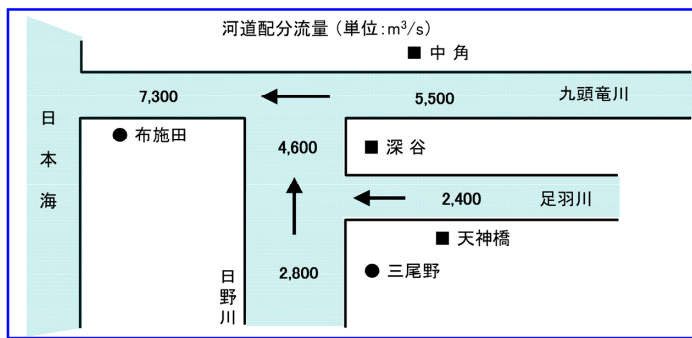 河道配分流量（単位:m³/s）
■ 中 角
7,300
5,500
九頭竜川
日本海
● 布施田
4,600
■ 深 谷
2,400
足羽川
■ 天神橋
日野川
2,800
● 三尾野